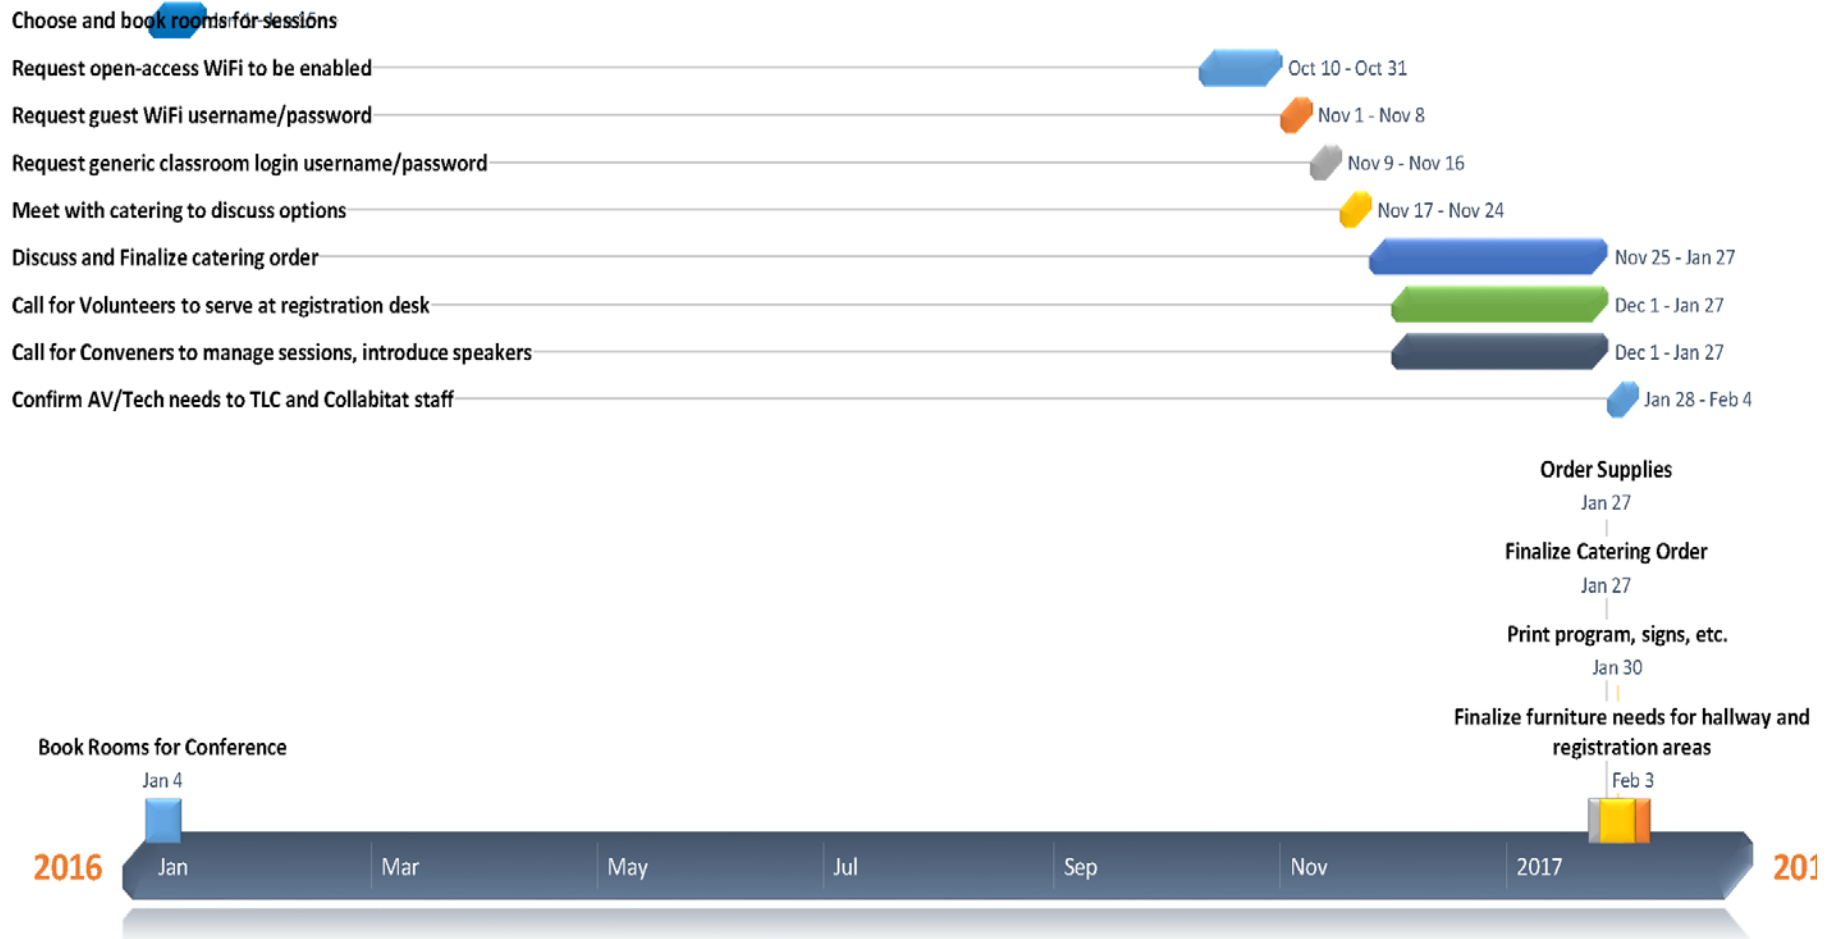 Choose and book rooms for sessions
Request open-access WiFi to be enabled
Oct 10 - Oct 31
Request guest WiFi username/password
Nov 1 - Nov 8
Request generic classroom login username/password
Nov 9 - Nov 16
Meet with catering to discuss options
Nov 17 - Nov 24
Discuss and Finalize catering order
Nov 25 - Jan 27
Call for Volunteers to serve at registration desk
Dec 1 - Jan 27
Call for Conveners to manage sessions, introduce speakers
Dec 1 - Jan 27
Confirm AV/Tech needs to TLC and Collabitat staff
Jan 28 - Feb 4
Order Supplies
Jan 27
Finalize Catering Order
Jan 27
Print program, signs, etc.
Jan 30
Finalize furniture needs for hallway and
registration areas
Feb 3
Book Rooms for Conference
Jan 4
2016
Jan
Mar
May
Jul
Sep
Nov
2017